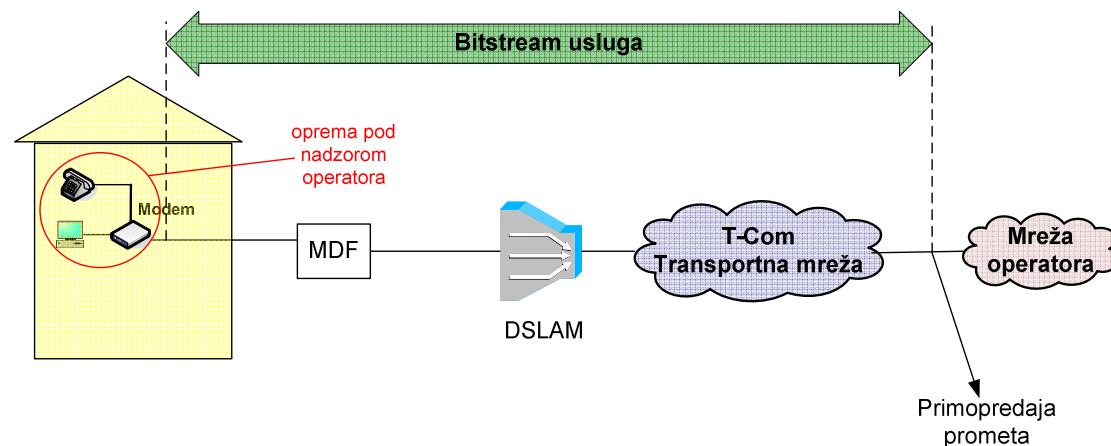 Bitstream usluga
oprema pod
nadzorom
operatora
Modem
MDF
DSLAM
T-Com
Transportna mreža
Mreža
operatora
Primopredaja
prometa